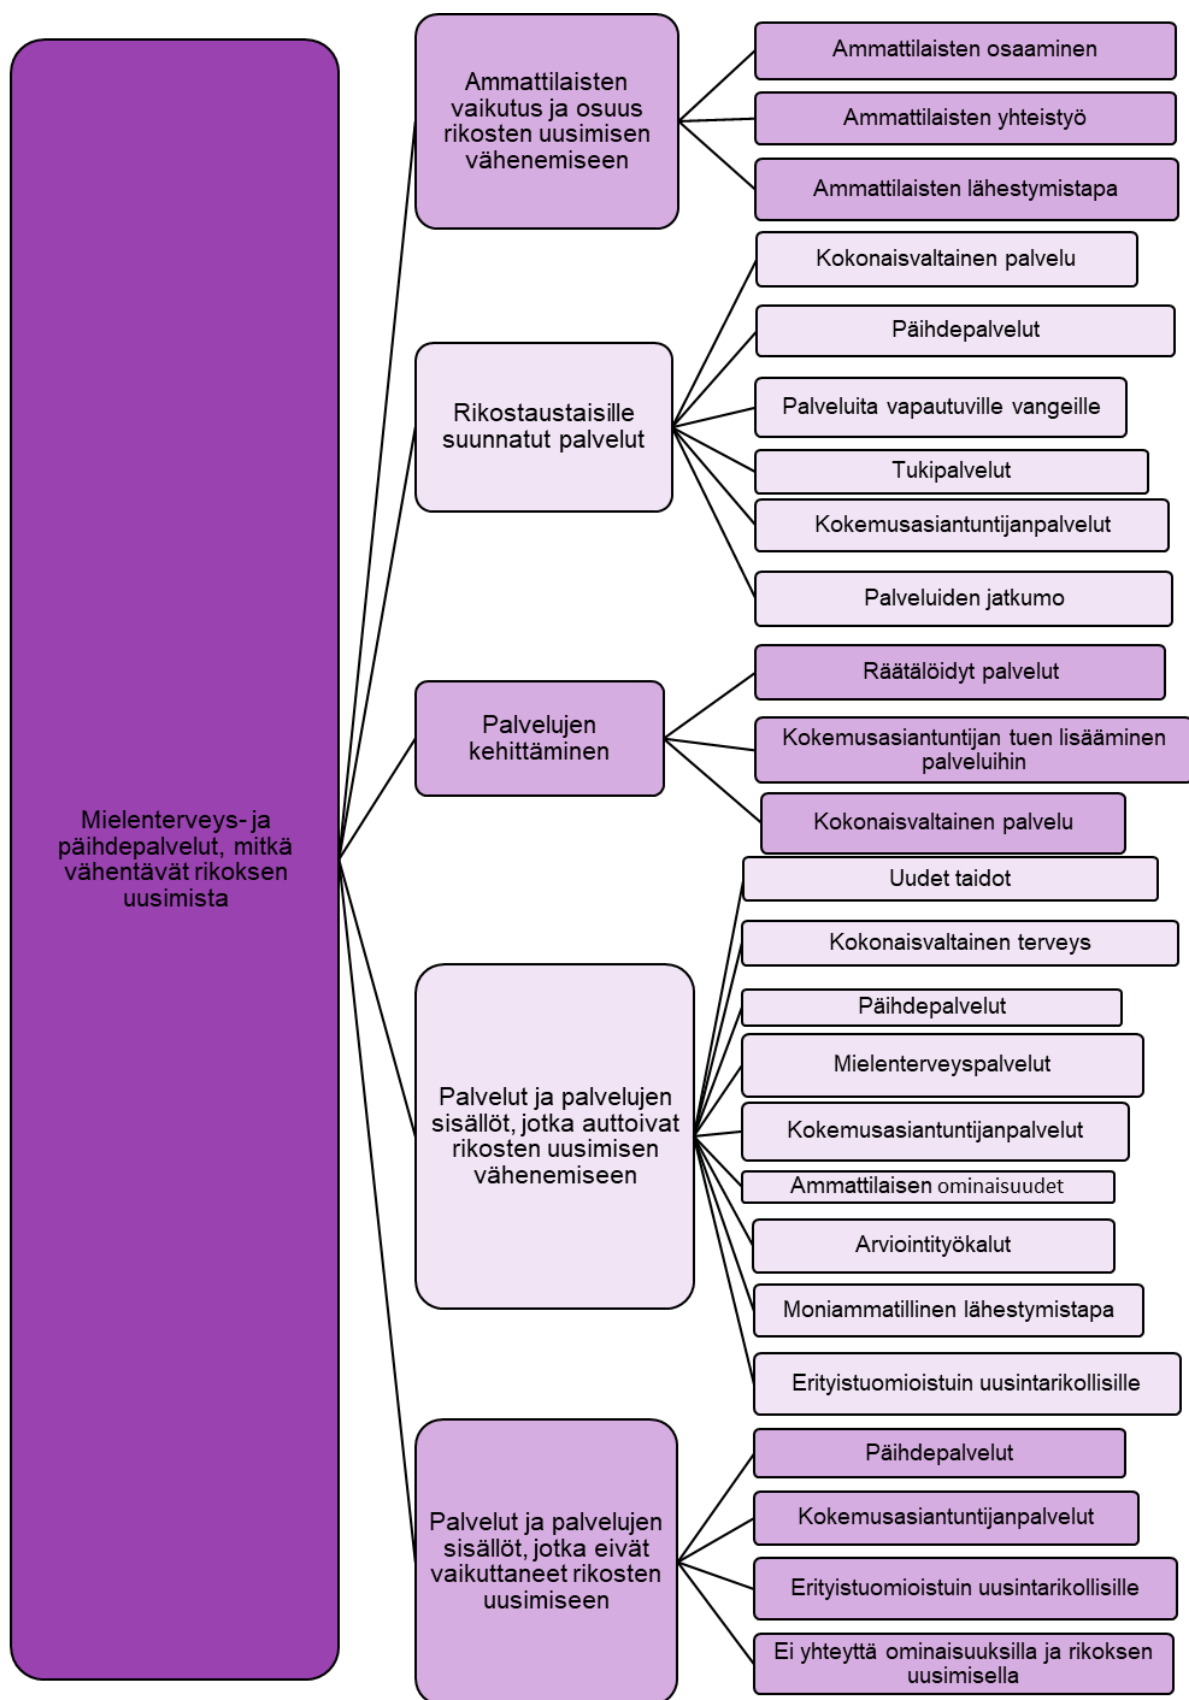 Mielenterveys- ja
päihdepalvelut, mitkä
vähentävät rikoksen
uusimista
Ammattilaisten
vaikutus ja osuus
rikosten uusimisen
vähenemiseen
Ammattilaisten osaaminen
Ammattilaisten yhteistyö
Ammattilaisten lähestymistapa
Rikostaustaisille
suunnatut palvelut
Kokonaisvaltainen palvelu
Päihdepalvelut
Palveluita vapautuville vangeille
Tukipalvelut
Kokemusasiantuntijanpalvelut
Palveluiden jatkumo
Palvelujen
kehittäminen
Räätälöidyt palvelut
Kokemusasiantuntijan tuen lisääminen
palveluihin
Kokonaisvaltainen palvelu
Palvelut ja palvelujen
sisällöt, jotka auttoivat
rikosten uusimisen
vähenemiseen
Uudet taidot
Kokonaisvaltainen terveys
Päihdepalvelut
Mielenterveyspalvelut
Kokemusasiantuntijanpalvelut
Ammattilaisen ominaisuudet
Arviointityökalut
Moniammatillinen lähestymistapa
Erityistuomioistuin uusintarikollisille
Palvelut ja palvelujen
sisällöt, jotka eivät
vaikuttaneet rikosten
uusimiseen
Päihdepalvelut
Kokemusasiantuntijanpalvelut
Erityistuomioistuin uusintarikollisille
Ei yhteyttä ominaisuuksilla ja rikoksen
uusimisella